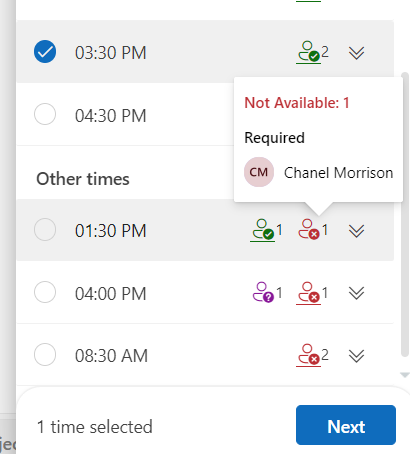 03:30 PM 2
04:30 PM
Not Available: 1
Required
CM Chanel Morrison
Other times
01:30 PM 1 1
04:00 PM 1 1
08:30 AM 2
1 time selected Next